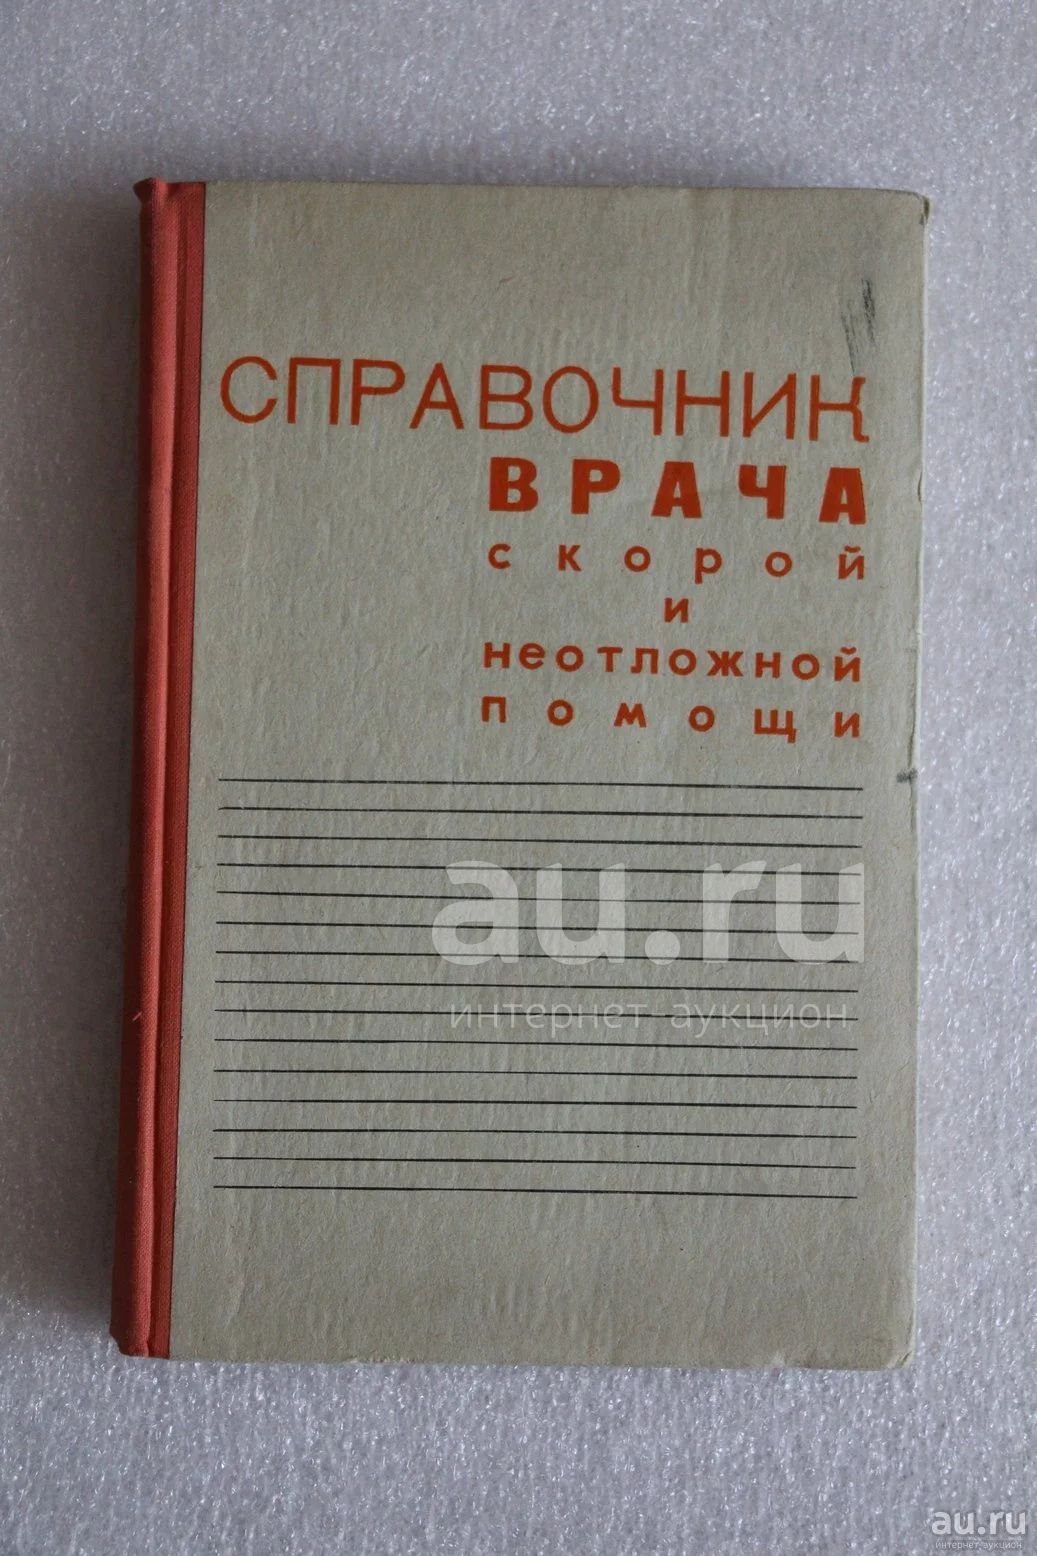 СПРАВОЧНИК
ВРАЧА
скорой
и
неотложной
помощи
au.ru
интернет аукцион
au.ru
интернет-аукцион